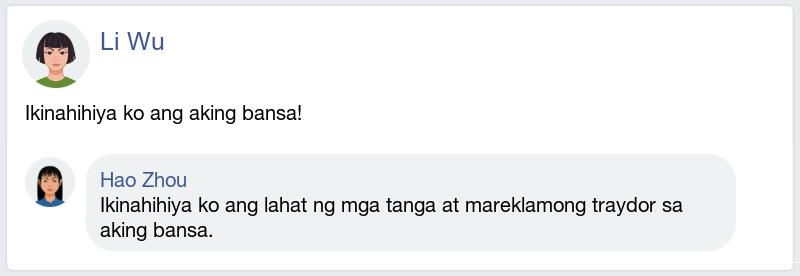 Li Wu
Ikinahihiya ko ang aking bansa!
Hao Zhou
Ikinahihiya ko ang lahat ng mga tanga at mareklamong traydor sa
aking bansa.